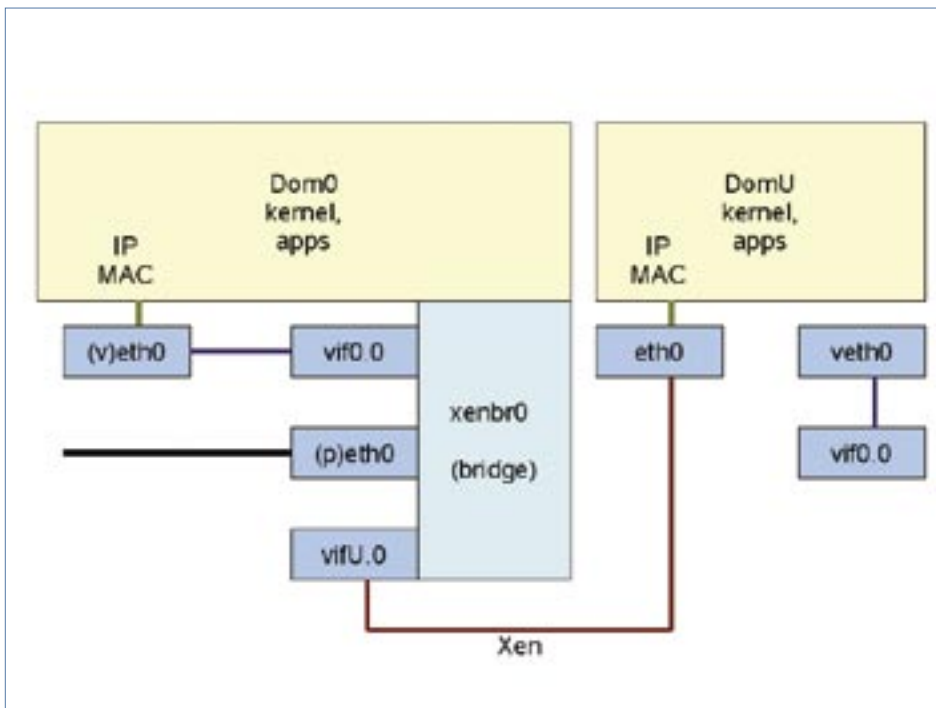 Dom0
kernel,
apps
IP
MAC
DomU
kernel,
apps
IP
MAC
(v)eth0
vif0.0
eth0
veth0
xenbr0
(bridge)
(p)eth0
vif0.0
vifU.0
Xen